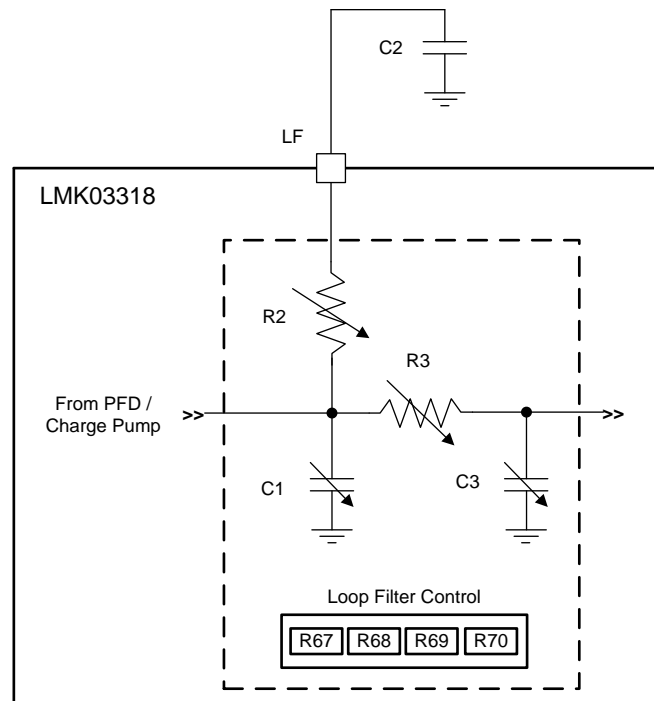 C2
LF
LMK03318
R2
R3
From PFD /
Charge Pump
>>
>>
C1
C3
Loop Filter Control
R67 R68 R69 R70